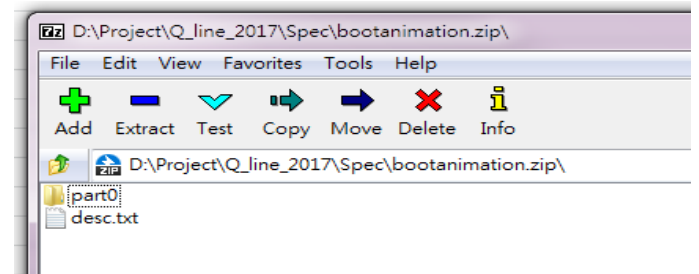 7z D:\Project\Q_line_2017\Spec\bootanimation.zip\
File Edit View Favorites Tools Help
Add Extract Test Copy Move Delete Info
ZIP D:\Project\Q_line_2017\Spec\bootanimation.zip\
part0
desc.txt